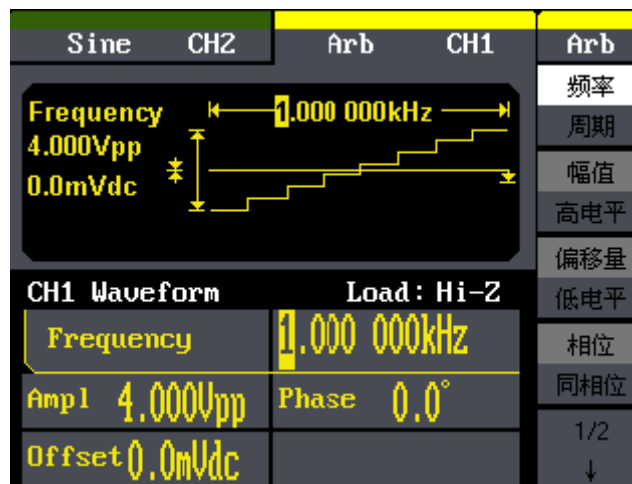 Sine CH2 Arb CH1 Arb
Frequency 1.000 000kHz
4.000Vpp
0.0mVdc
CH1 Waveform Load: Hi-Z
Frequency 1.000 000kHz
Ampl 4.000Vpp Phase 0.0°
Offset 0.0mVdc
频率
周期
幅值
高电平
偏移量
低电平
相位
同相位
1/2
↓